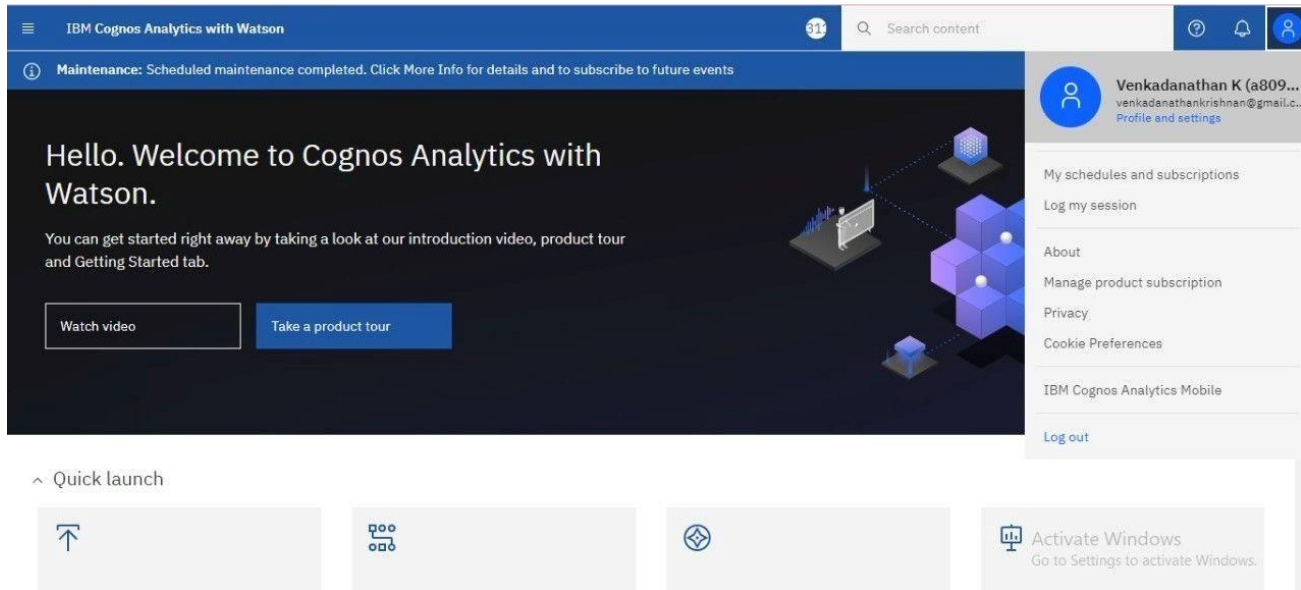 IBM Cognos Analytics with Watson
Search content
Maintenance: Scheduled maintenance completed. Click More Info for details and to subscribe to future events
Venkadanathan K (a809...
venkadanathankrishnan@gmail.c...
Profile and settings
Hello. Welcome to Cognos Analytics with
Watson.
You can get started right away by taking a look at our introduction video, product tour
and Getting Started tab.
Watch video
Take a product tour
My schedules and subscriptions
Log my session
About
Manage product subscription
Privacy
Cookie Preferences
IBM Cognos Analytics Mobile
Log out
Quick launch
Activate Windows
Go to Settings to activate Windows.